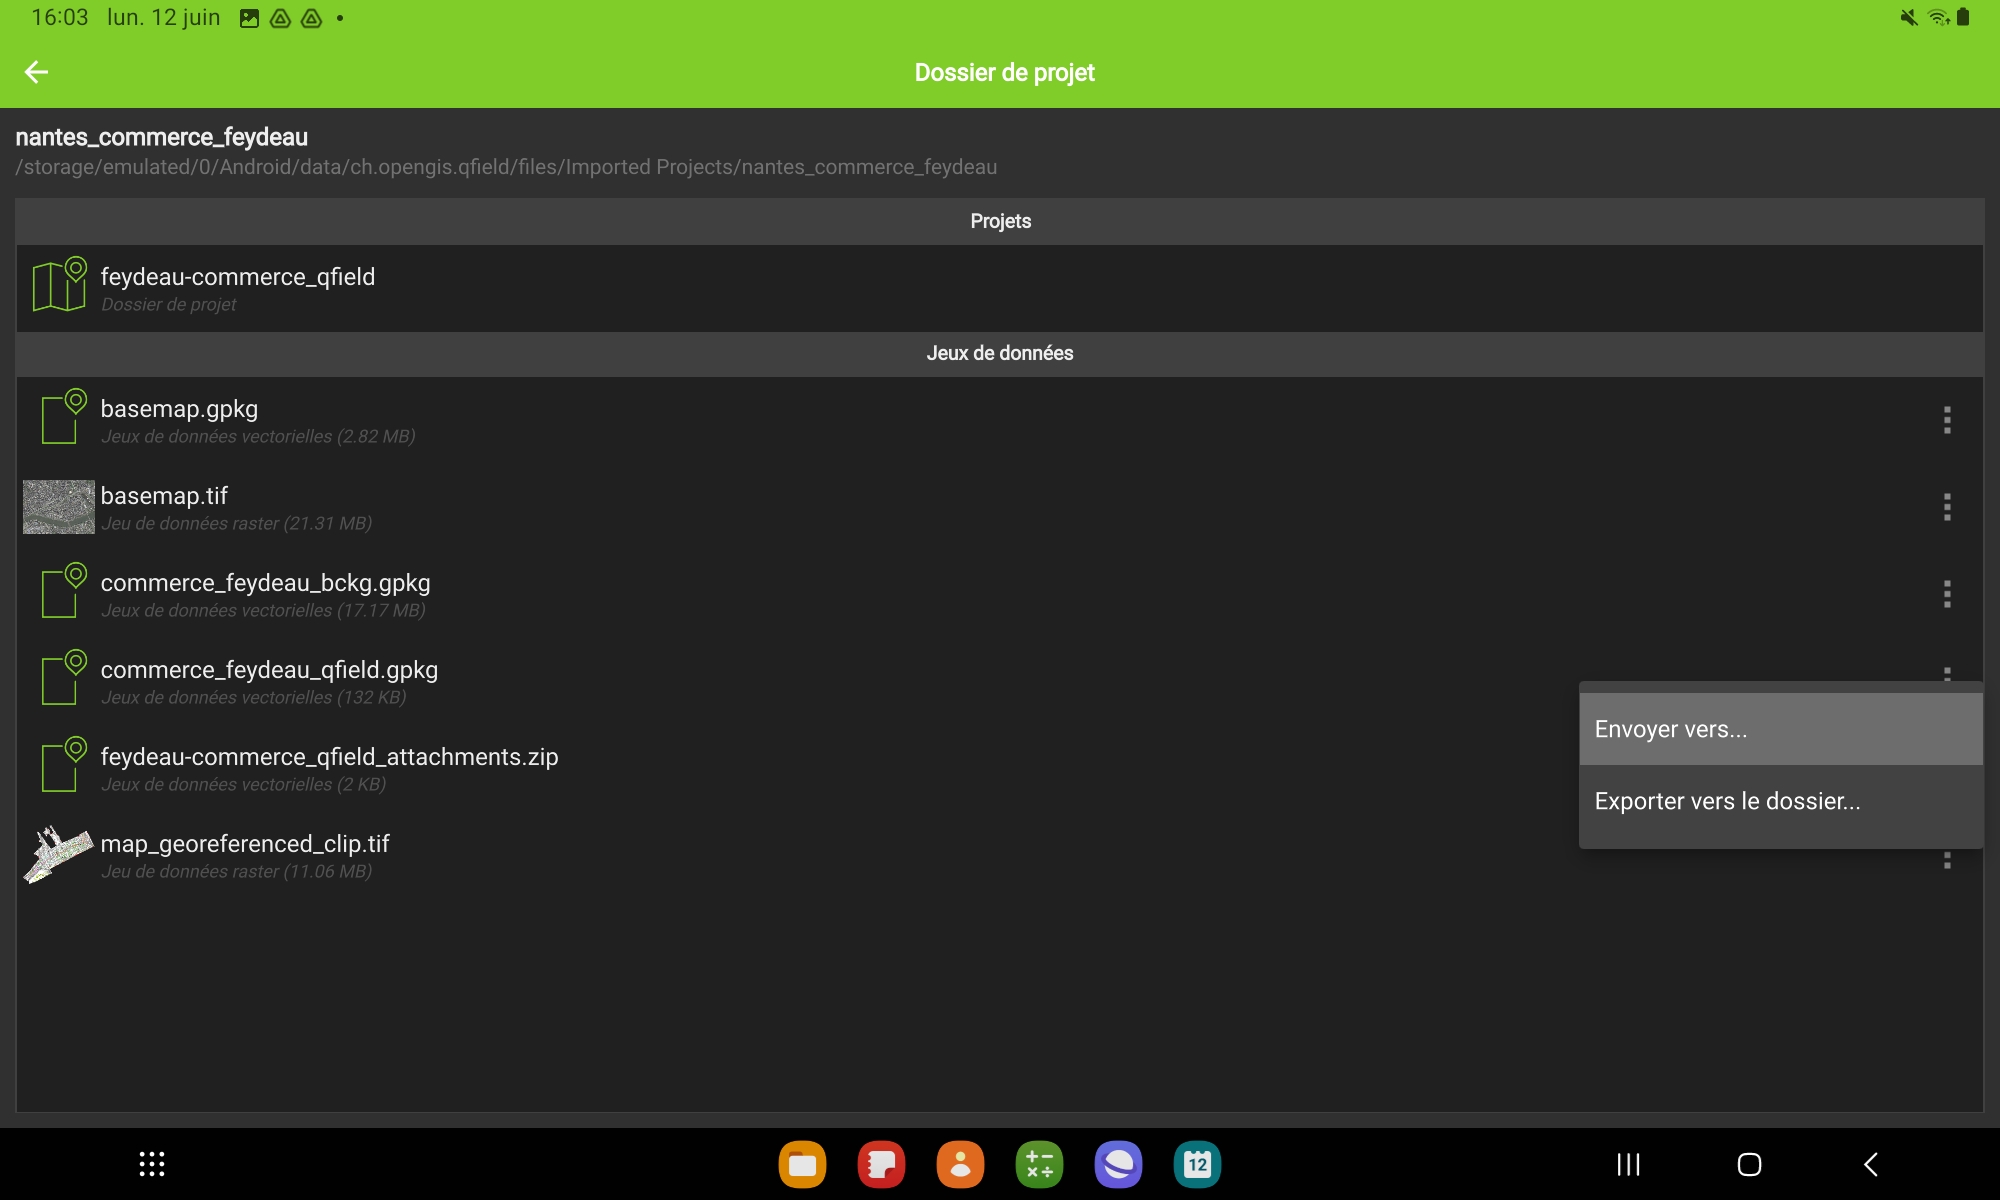 16:03 lun. 12 juin
Dossier de projet
nantes_commerce_feydeau
/storage/emulated/0/Android/data/ch.opengis.qfield/files/Imported Projects/nantes_commerce_feydeau
Projets
feydeau-commerce_qfield
Dossier de projet
Jeux de données
basemap.gpkg
Jeux de données vectorielles (2.82 MB)
basemap.tif
Jeu de données raster (21.31 MB)
commerce_feydeau_bckg.gpkg
Jeux de données vectorielles (17.17 MB)
commerce_feydeau_qfield.gpkg
Jeux de données vectorielles (132 KB)
Envoyer vers...
feydeau-commerce_qfield_attachments.zip
Jeux de données vectorielles (2 KB)
Exporter vers le dossier...
map_georeferenced_clip.tif
Jeu de données raster (11.06 MB)
12